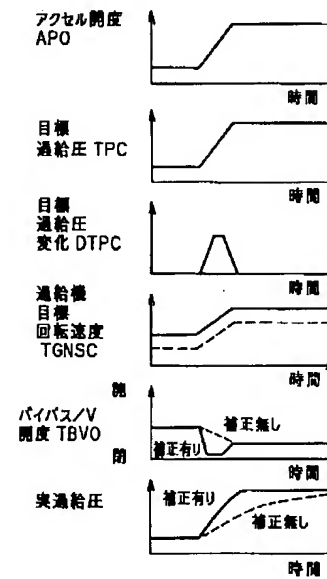 アクセル開度
APO
時間
目標
過給圧 TPC
時間
目標
過給圧
変化 DTPC
時間
過給機
目標
回転速度
TGNSC
時間
開
バイパス/V
開度 TBVO
閉
補正無し
補正有り
時間
実過給圧
補正有り
補正無し
時間